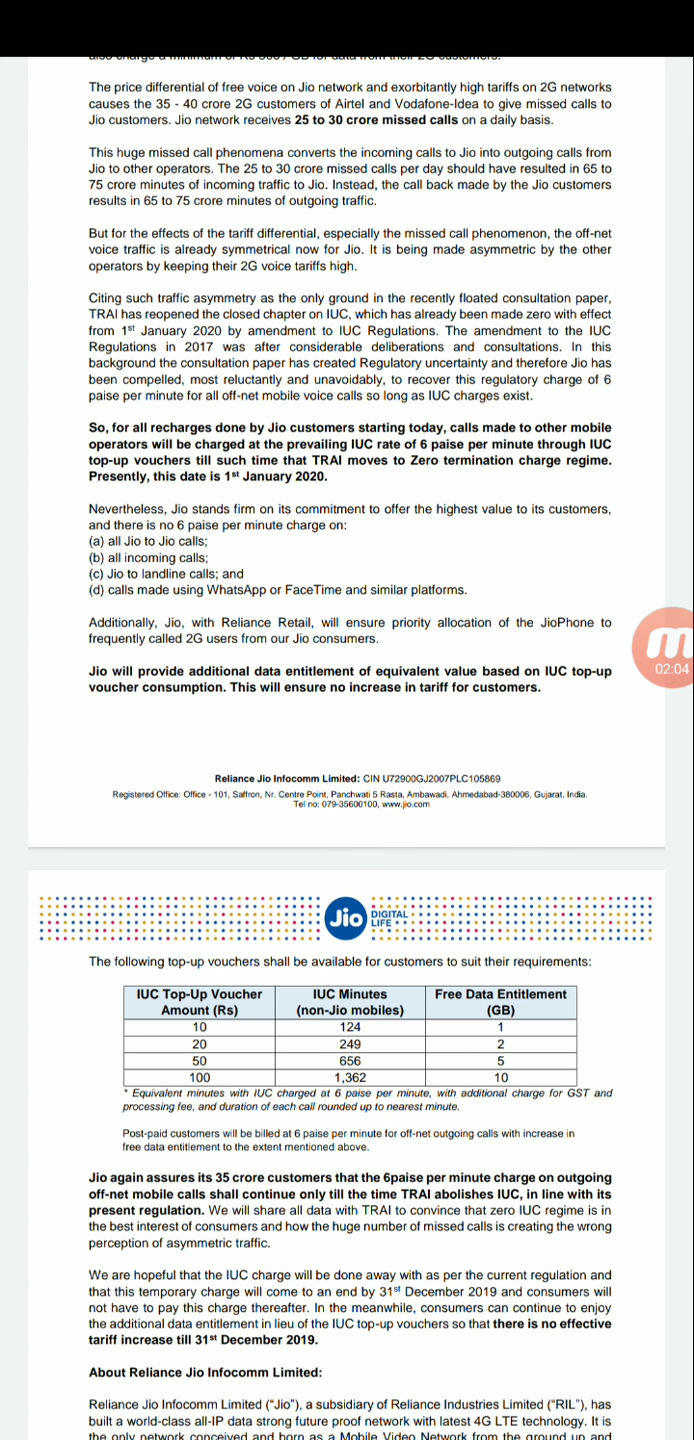 also charge a minimum of Rs 500 / GB for data from their 2G customers.
The price differential of free voice on Jio network and exorbitantly high tariffs on 2G networks
causes the 35 - 40 crore 2G customers of Airtel and Vodafone-Idea to give missed calls to
Jio customers. Jio network receives 25 to 30 crore missed calls on a daily basis.
This huge missed call phenomena converts the incoming calls to Jio into outgoing calls from
Jio to other operators. The 25 to 30 crore missed calls per day should have resulted in 65 to
75 crore minutes of incoming traffic to Jio. Instead, the call back made by the Jio customers
results in 65 to 75 crore minutes of outgoing traffic.
But for the effects of the tariff differential, especially the missed call phenomenon, the off-net
voice traffic is already symmetrical now for Jio. It is being made asymmetric by the other
operators by keeping their 2G voice tariffs high.
Citing such traffic asymmetry as the only ground in the recently floated consultation paper,
TRAI has reopened the closed chapter on IUC, which has already been made zero with effect
from 1st January 2020 by amendment to IUC Regulations. The amendment to the IUC
Regulations in 2017 was after considerable deliberations and consultations. In this
background the consultation paper has created Regulatory uncertainty and therefore Jio has
been compelled, most reluctantly and unavoidably, to recover this regulatory charge of 6
paise per minute for all off-net mobile voice calls so long as IUC charges exist.
So, for all recharges done by Jio customers starting today, calls made to other mobile
operators will be charged at the prevailing IUC rate of 6 paise per minute through IUC
top-up vouchers till such time that TRAI moves to Zero termination charge regime.
Presently, this date is 1st January 2020.
Nevertheless, Jio stands firm on its commitment to offer the highest value to its customers,
and there is no 6 paise per minute charge on:
(a) all Jio to Jio calls;
(b) all incoming calls;
(c) Jio to landline calls; and
(d) calls made using WhatsApp or FaceTime and similar platforms.
Additionally, Jio, with Reliance Retail, will ensure priority allocation of the JioPhone to
frequently called 2G users from our Jio consumers.
02:04
Jio will provide additional data entitlement of equivalent value based on IUC top-up
voucher consumption. This will ensure no increase in tariff for customers.
Reliance Jio Infocomm Limited: CIN U72900GJ2007PLC105869
Registered Office: Office - 101, Saffron, Nr. Centre Point, Panchwati 5 Rasta, Ambawadi, Ahmedabad-380006, Gujarat, India.
Tel no: 079-35600100, www.jio.com
Jio DIGITAL
LIFE
The following top-up vouchers shall be available for customers to suit their requirements:
IUC Top-Up Voucher IUC Minutes Free Data Entitlement
Amount (Rs) (non-Jio mobiles) (GB)
10 124 1
20 249 2
50 656 5
100 1,362 10
* Equivalent minutes with IUC charged at 6 paise per minute, with additional charge for GST and
processing fee, and duration of each call rounded up to nearest minute.
Post-paid customers will be billed at 6 paise per minute for off-net outgoing calls with increase in
free data entitlement to the extent mentioned above.
Jio again assures its 35 crore customers that the 6paise per minute charge on outgoing
off-net mobile calls shall continue only till the time TRAI abolishes IUC, in line with its
present regulation. We will share all data with TRAI to convince that zero IUC regime is in
the best interest of consumers and how the huge number of missed calls is creating the wrong
perception of asymmetric traffic.
We are hopeful that the IUC charge will be done away with as per the current regulation and
that this temporary charge will come to an end by 31st December 2019 and consumers will
not have to pay this charge thereafter. In the meanwhile, consumers can continue to enjoy
the additional data entitlement in lieu of the IUC top-up vouchers so that there is no effective
tariff increase till 31st December 2019.
About Reliance Jio Infocomm Limited:
Reliance Jio Infocomm Limited ("Jio"), a subsidiary of Reliance Industries Limited ("RIL"), has
built a world-class all-IP data strong future proof network with latest 4G LTE technology. It is
the only network conceived and born as a Mobile Video Network from the ground up and